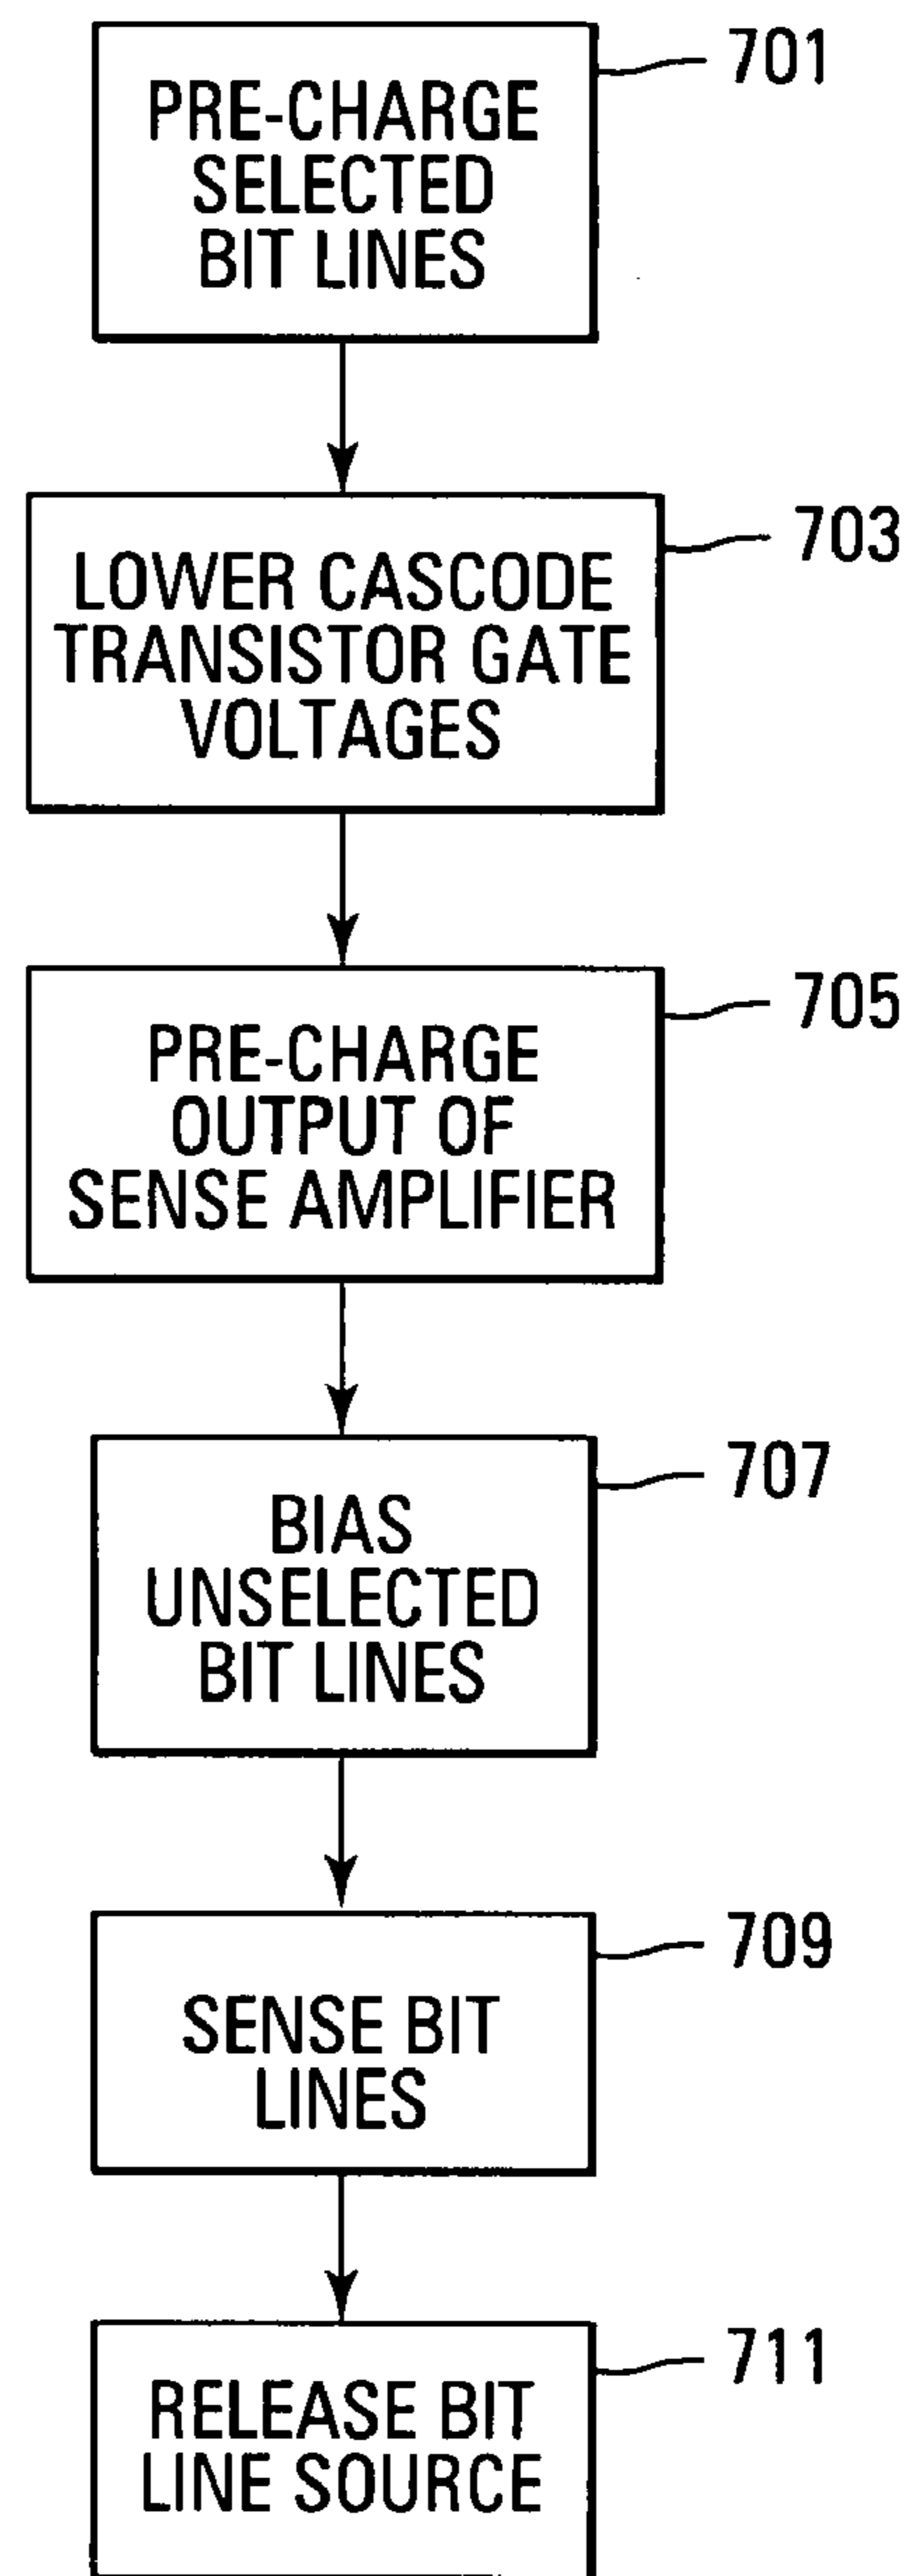 701
PRE-CHARGE
SELECTED
BIT LINES
703
LOWER CASCODE
TRANSISTOR GATE
VOLTAGES
705
PRE-CHARGE
OUTPUT OF
SENSE AMPLIFIER
707
BIAS
UNSELECTED
BIT LINES
709
SENSE BIT
LINES
711
RELEASE BIT
LINE SOURCE